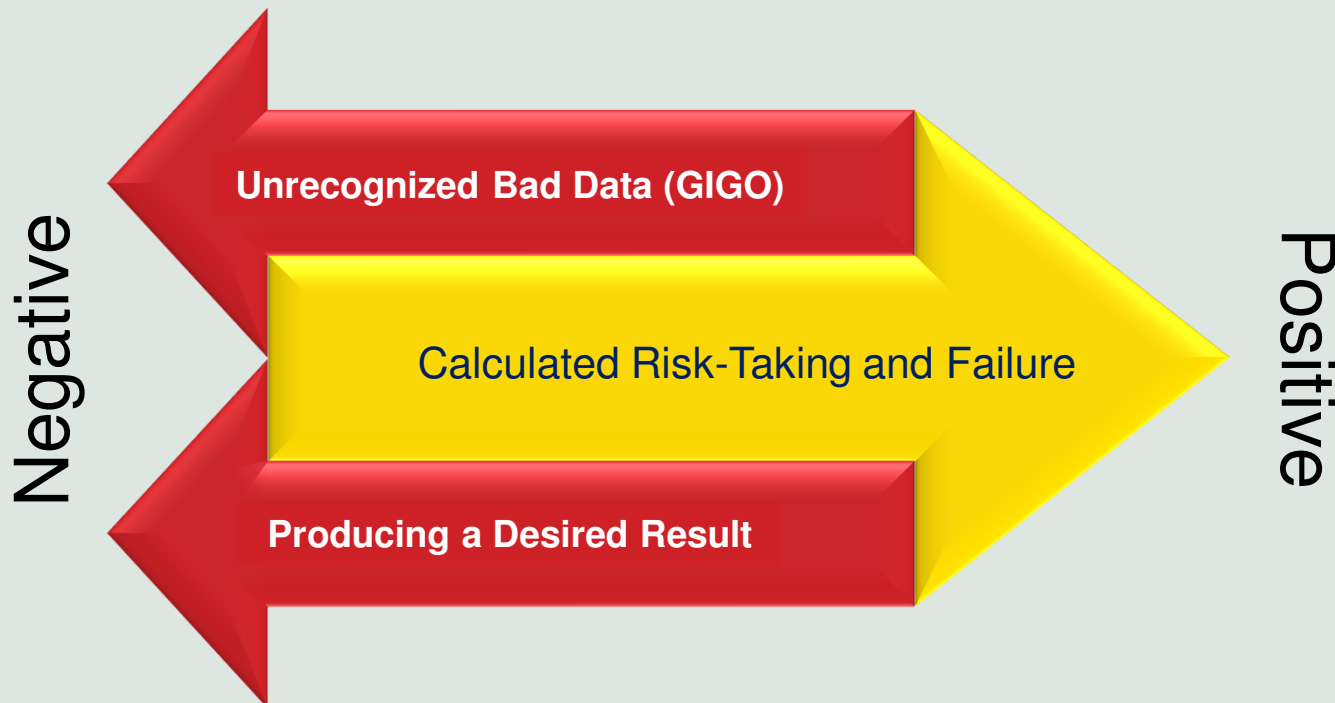 Negative
Unrecognized Bad Data (GIGO)
Calculated Risk-Taking and Failure
Producing a Desired Result
Positive